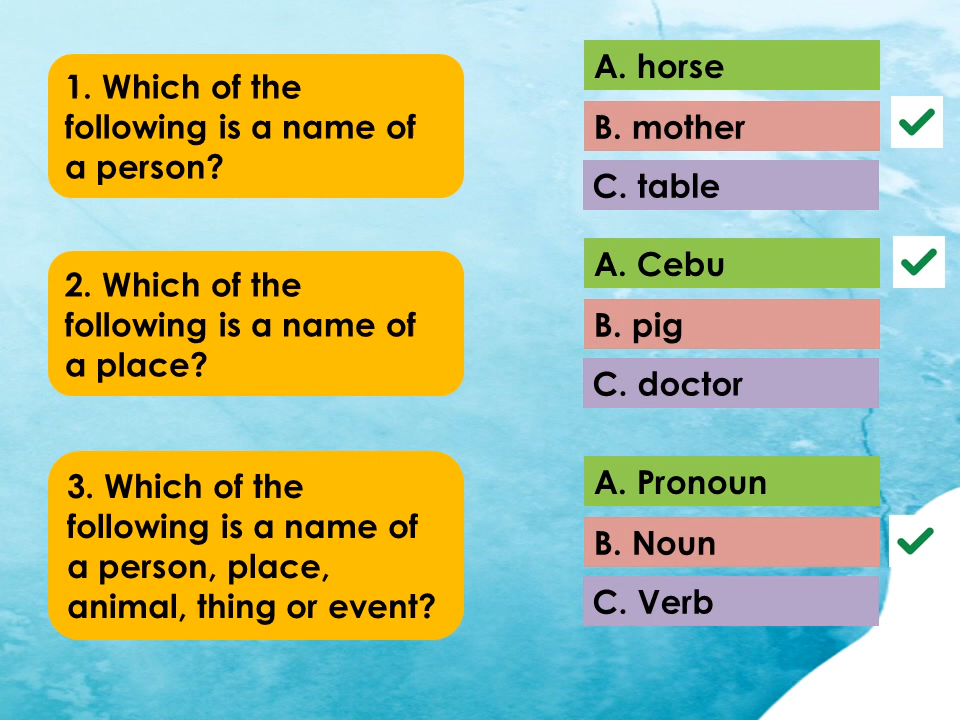 1. Which of the
following is a name of
a person?
A. horse
B. mother
C. table
2. Which of the
following is a name of
a place?
A. Cebu
B. pig
C. doctor
3. Which of the
following is a name of
a person, place,
animal, thing or event?
A. Pronoun
B. Noun
C. Verb